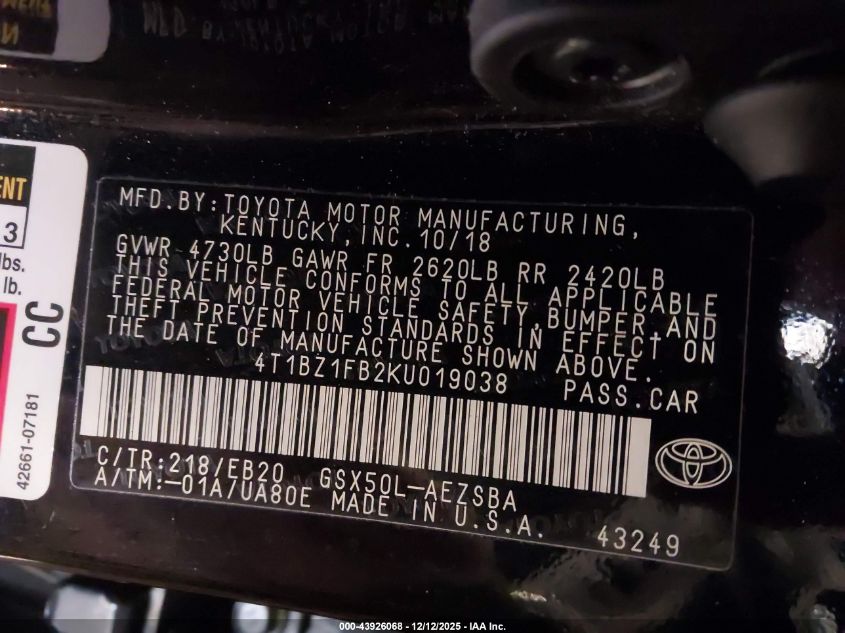 ENT
3
lbs.
lb.
CC
42661-07181
MFD.BY:TOYOTA MOTOR MANUFACTURING,
KENTUCKY,INC.10/18
GVWR 4730LB GAWR FR 2620LB RR 2420LB
THIS VEHICLE CONFORMS TO ALL APPLICABLE
FEDERAL MOTOR VEHICLE SAFETY,BUMPER,AND
THEFT PREVENTION STANDARDS IN EFFECT ON
THE DATE OF MANUFACTURE SHOWN ABOVE.
4T1BZ1FB2KU019038 PASS.CAR
C/TR:218/EB20 GSX50L-AEZSBA
A/TM:-01A/UA80E MADE IN U.S.A.
43249
000-43926068 - 12/12/2025 - IAA Inc.